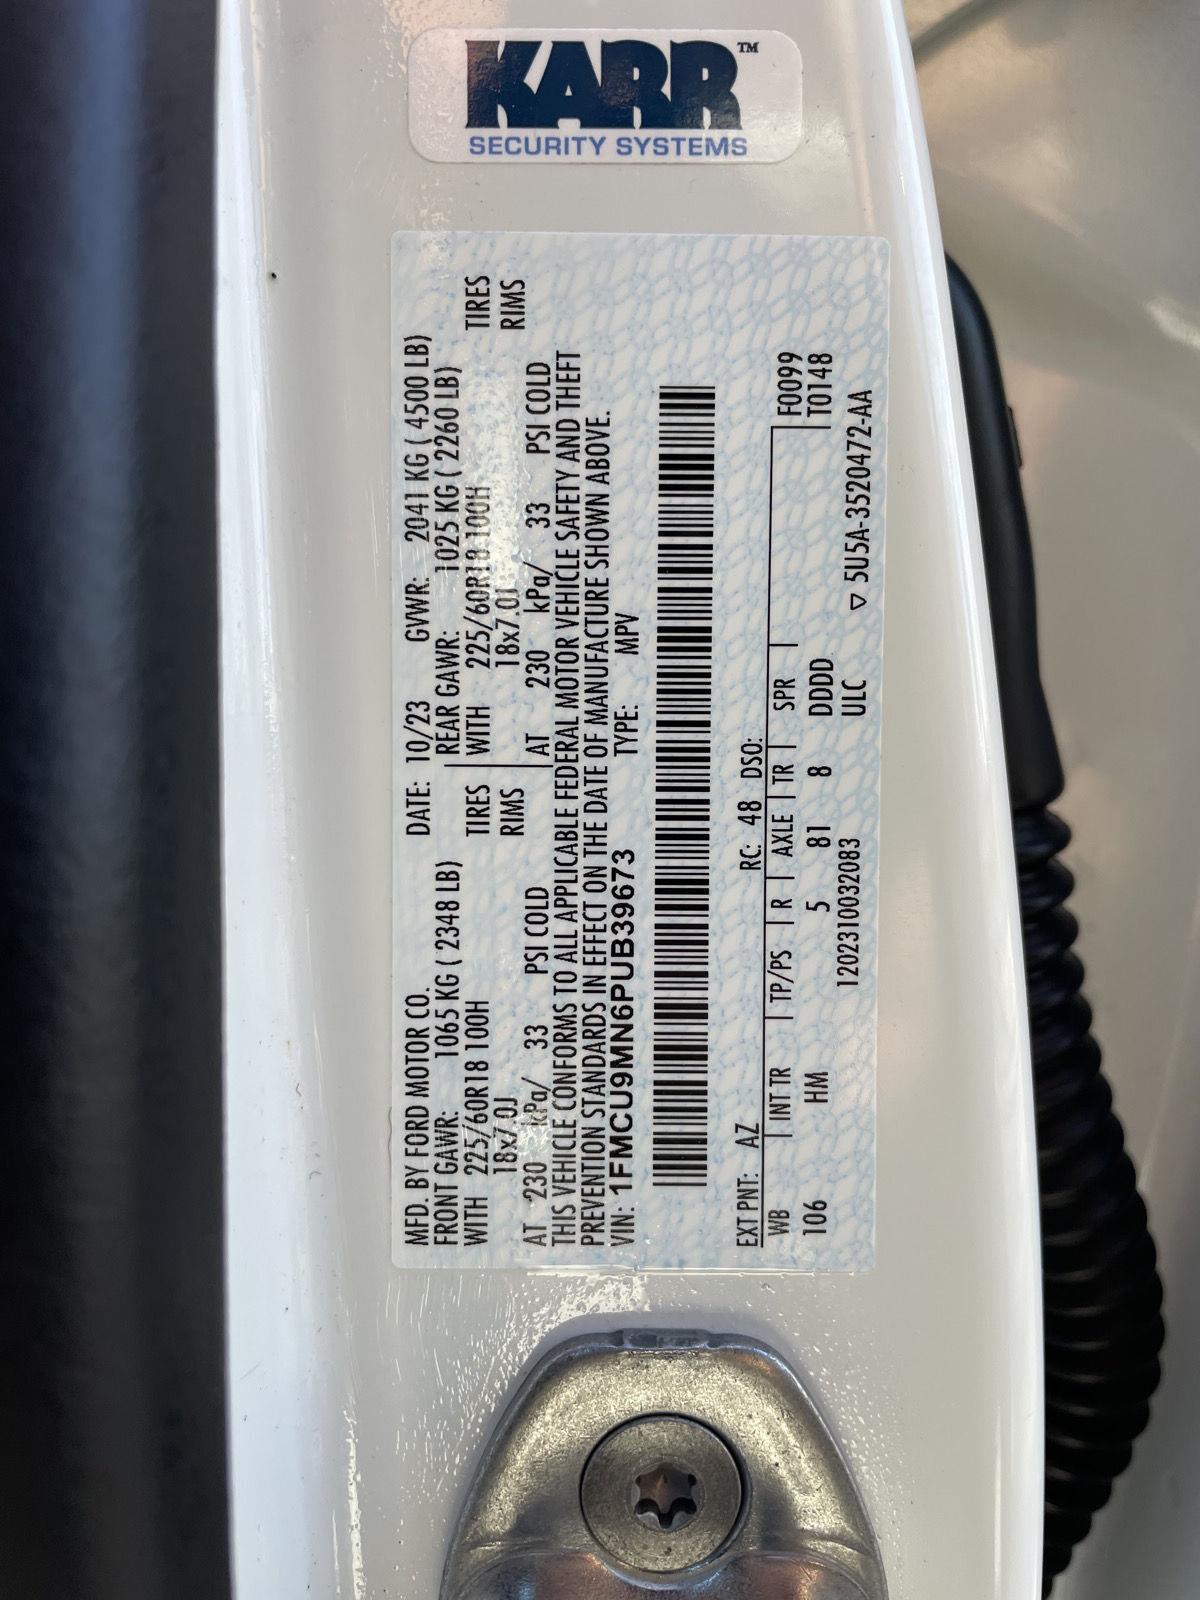 KARR™
SECURITY SYSTEMS
MFD. BY FORD MOTOR CO. DATE: 10/23 GVWR: 2041 KG ( 4500 LB)
FRONT GAWR: 1065 KG ( 2348 LB) REAR GAWR: 1025 KG ( 2260 LB)
WITH 225/60R18 100H TIRES WITH 225/60R18 100H TIRES
18x7.0J RIMS 18x7.0J RIMS
AT 230 kPa/ 33 PSI COLD AT 230 kPa/ 33 PSI COLD
THIS VEHICLE CONFORMS TO ALL APPLICABLE FEDERAL MOTOR VEHICLE SAFETY AND THEFT
PREVENTION STANDARDS IN EFFECT ON THE DATE OF MANUFACTURE SHOWN ABOVE.
VIN: 1FMCU9MN6PUB39673 TYPE: MPV
EXT PNT: AZ RC: 48 DSO: F0099
WB INT TR TP/PS R AXLE TR SPR T0148
106 HM 5 81 8 DDDD
1202310032083 ULC ▽ 5U5A-3520472-AA